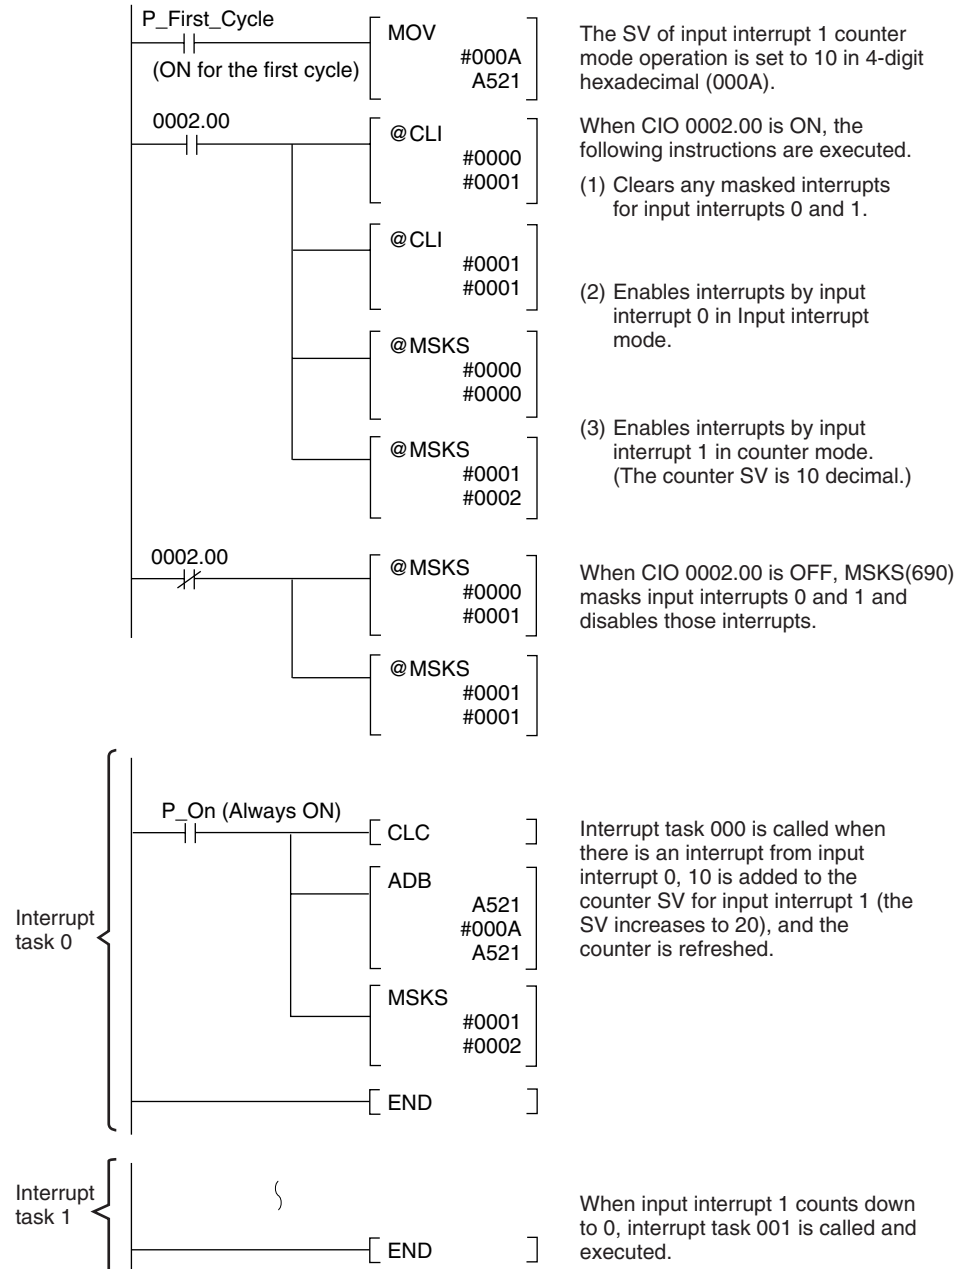 P_First_Cycle
(ON for the first cycle)
MOV
#000A
A521
The SV of input interrupt 1 counter
mode operation is set to 10 in 4-digit
hexadecimal (000A).
0002.00
@CLI
#0000
#0001
When CIO 0002.00 is ON, the
following instructions are executed.
(1) Clears any masked interrupts
for input interrupts 0 and 1.
@CLI
#0001
#0001
(2) Enables interrupts by input
interrupt 0 in Input interrupt
mode.
@MSKS
#0000
#0000
(3) Enables interrupts by input
interrupt 1 in counter mode.
(The counter SV is 10 decimal.)
@MSKS
#0001
#0002
0002.00
@MSKS
#0000
#0001
When CIO 0002.00 is OFF, MSKS(690)
masks input interrupts 0 and 1 and
disables those interrupts.
@MSKS
#0001
#0001
Interrupt
task 0
P_On (Always ON)
CLC
ADB
A521
#000A
A521
Interrupt task 000 is called when
there is an interrupt from input
interrupt 0, 10 is added to the
counter SV for input interrupt 1 (the
SV increases to 20), and the
counter is refreshed.
MSKS
#0001
#0002
END
Interrupt
task 1
END
When input interrupt 1 counts down
to 0, interrupt task 001 is called and
executed.